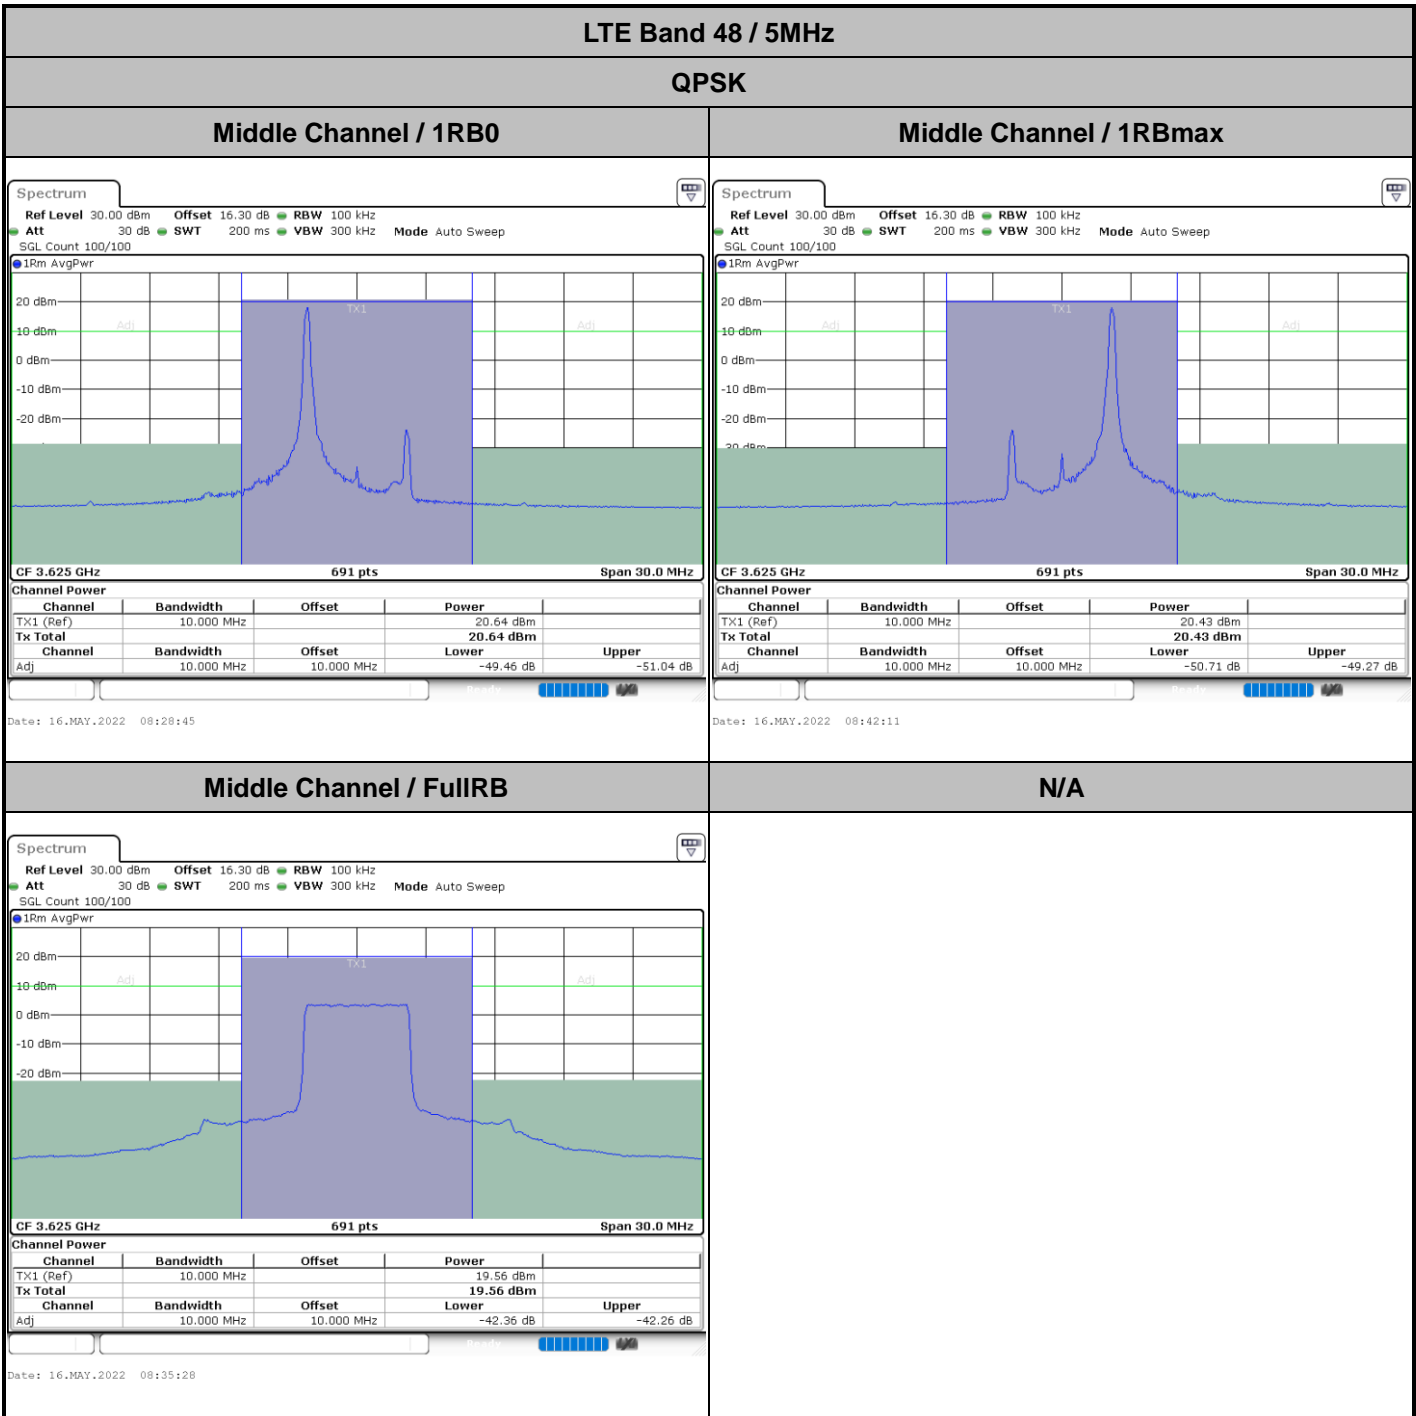 LTE Band 48 / 5MHz
QPSK
Middle Channel / 1RB0
Middle Channel / 1RBmax
Spectrum
Ref Level 30.00 dBm Offset 16.30 dB RBW 100 kHz
Att 30 dB SWT 200 ms VBW 300 kHz Mode Auto Sweep
SGL Count 100/100
1Rm AvgPwr
20 dBm
TX1
10 dBm
Adj
Adj
0 dBm
-10 dBm
-20 dBm
CF 3.625 GHz 691 pts Span 30.0 MHz
Channel Power
Channel Bandwidth Offset Power
TX1 (Ref) 10.000 MHz 20.64 dBm
Tx Total 20.64 dBm
Channel Bandwidth Offset Lower Upper
Adj 10.000 MHz 10.000 MHz -49.46 dB -51.04 dB
Ready
Date: 16.MAY.2022 08:28:45
Spectrum
Ref Level 30.00 dBm Offset 16.30 dB RBW 100 kHz
Att 30 dB SWT 200 ms VBW 300 kHz Mode Auto Sweep
SGL Count 100/100
1Rm AvgPwr
20 dBm
TX1
10 dBm
Adj
Adj
0 dBm
-10 dBm
-20 dBm
CF 3.625 GHz 691 pts Span 30.0 MHz
Channel Power
Channel Bandwidth Offset Power
TX1 (Ref) 10.000 MHz 20.43 dBm
Tx Total 20.43 dBm
Channel Bandwidth Offset Lower Upper
Adj 10.000 MHz 10.000 MHz -50.71 dB -49.27 dB
Ready
Date: 16.MAY.2022 08:42:11
Middle Channel / FullRB
N/A
Spectrum
Ref Level 30.00 dBm Offset 16.30 dB RBW 100 kHz
Att 30 dB SWT 200 ms VBW 300 kHz Mode Auto Sweep
SGL Count 100/100
1Rm AvgPwr
20 dBm
TX1
10 dBm
Adj
Adj
0 dBm
-10 dBm
-20 dBm
CF 3.625 GHz 691 pts Span 30.0 MHz
Channel Power
Channel Bandwidth Offset Power
TX1 (Ref) 10.000 MHz 19.56 dBm
Tx Total 19.56 dBm
Channel Bandwidth Offset Lower Upper
Adj 10.000 MHz 10.000 MHz -42.36 dB -42.26 dB
Ready
Date: 16.MAY.2022 08:35:28